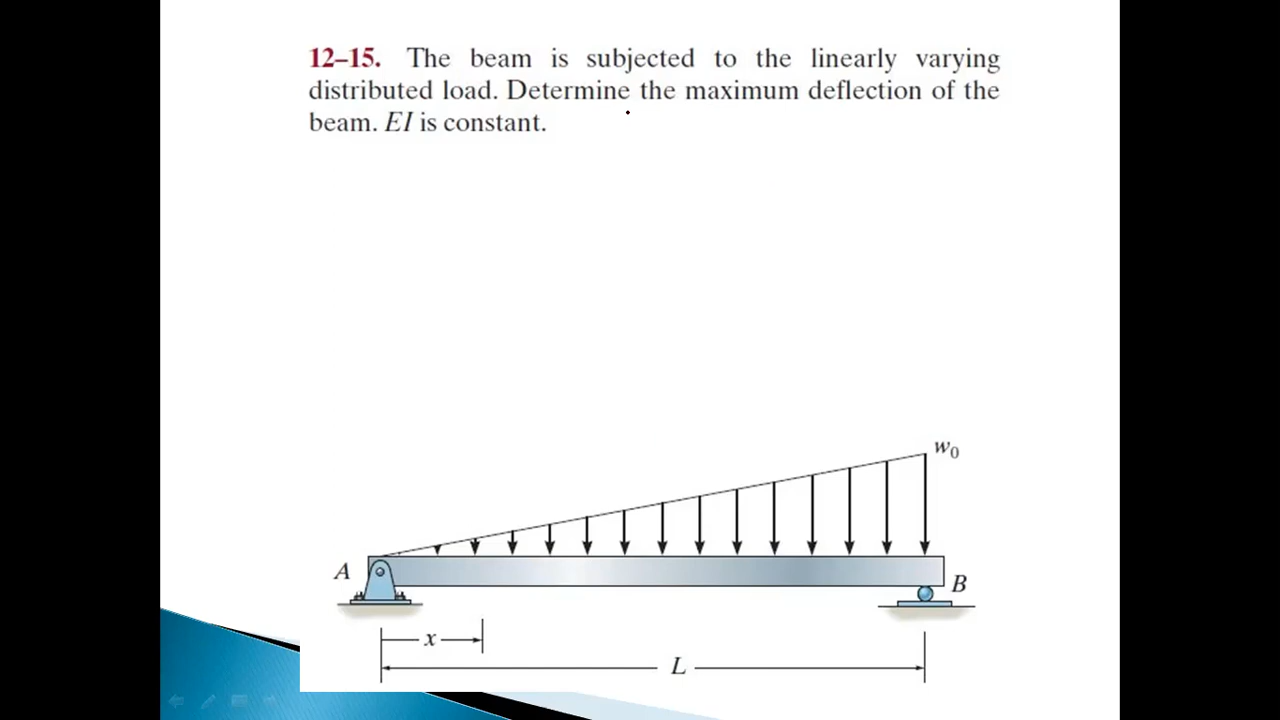 12–15. The beam is subjected to the linearly varying
distributed load. Determine the maximum deflection of the
beam. EI is constant.
w₀
A
B
x
L